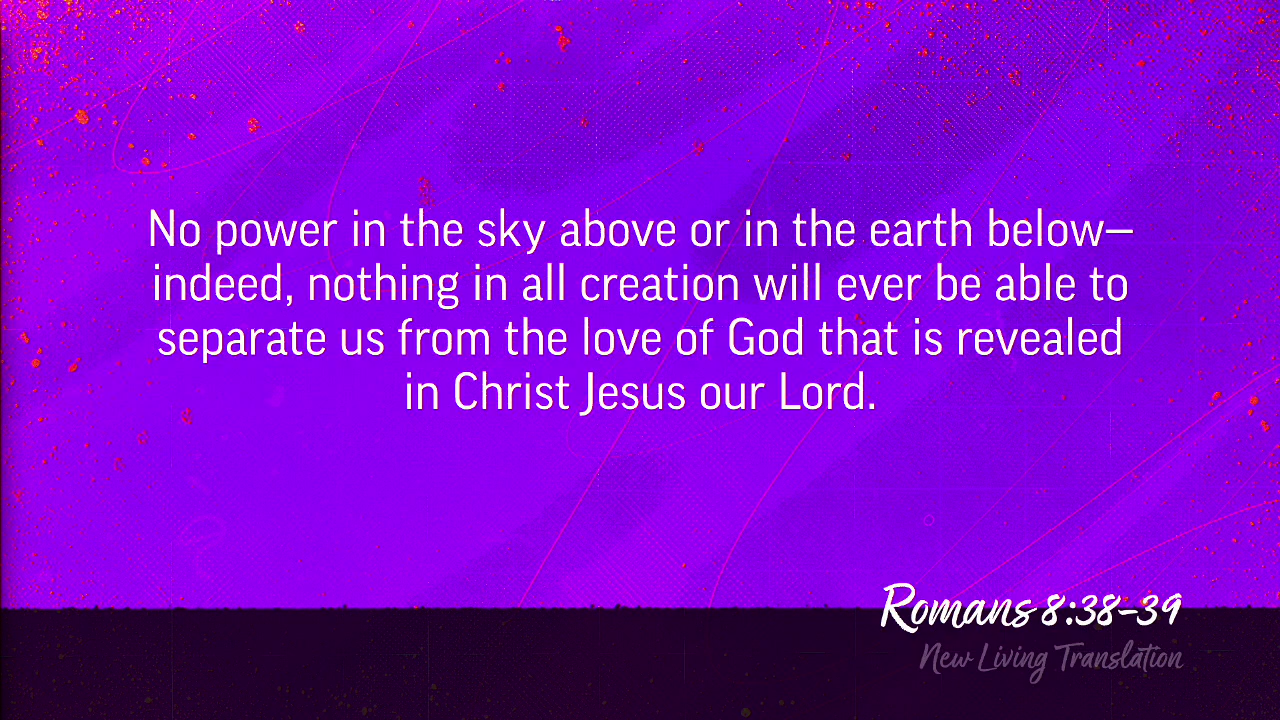 No power in the sky above or in the earth below—
indeed, nothing in all creation will ever be able to
separate us from the love of God that is revealed
in Christ Jesus our Lord.
Romans 8:38-39
New Living Translation